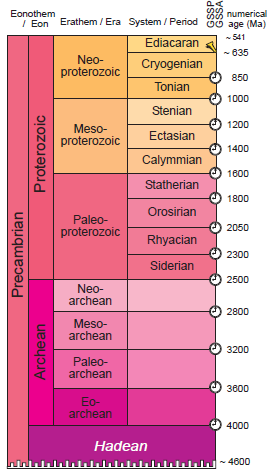 Eonothem / Eon
Erathem / Era
System / Period
GSSP
GSSA
numerical age (Ma)
Precambrian
Proterozoic
Neo-
proterozoic
Ediacaran
Cryogenian
Tonian
~ 541
~ 635
850
1000
Meso-
proterozoic
Stenian
Ectasian
Calymmian
1200
1400
1600
Paleo-
proterozoic
Statherian
Orosirian
Rhyacian
Siderian
1800
2050
2300
2500
Archean
Neo-
archean
2800
Meso-
archean
3200
Paleo-
archean
3600
Eo-
archean
4000
Hadean
~ 4600